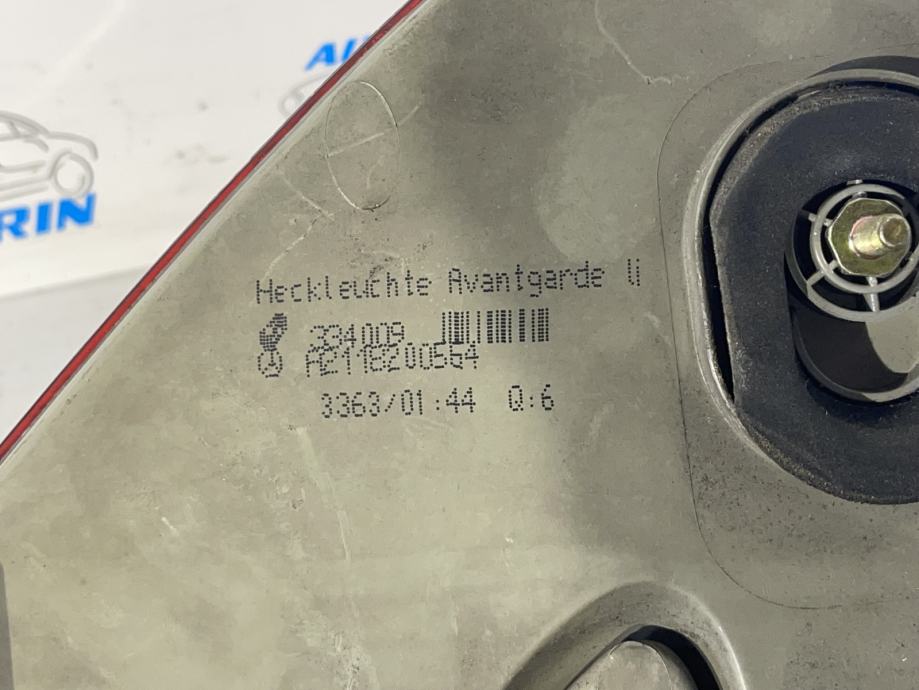 Heckleuchte Avantgarde li
334009
A2118200564
3363/01:44 Q:6
RIN